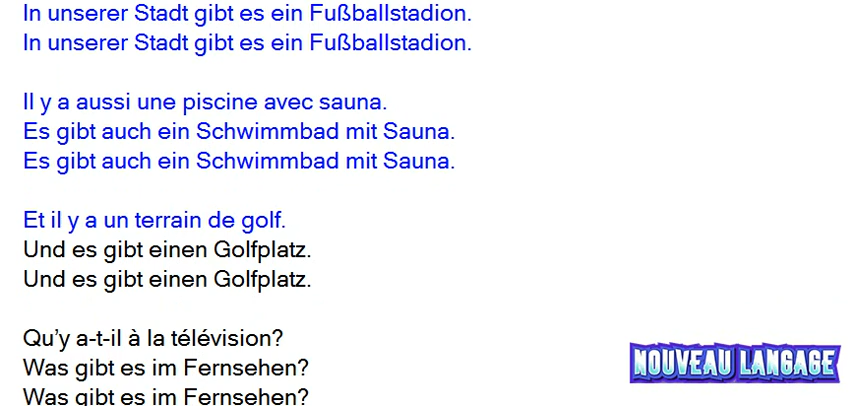 In unserer Stadt gibt es ein Fußballstadion.
In unserer Stadt gibt es ein Fußballstadion.
Il y a aussi une piscine avec sauna.
Es gibt auch ein Schwimmbad mit Sauna.
Es gibt auch ein Schwimmbad mit Sauna.
Et il y a un terrain de golf.
Und es gibt einen Golfplatz.
Und es gibt einen Golfplatz.
Qu’y a-t-il à la télévision?
Was gibt es im Fernsehen?
Was gibt es im Fernsehen?
NOUVEAU LANGAGE